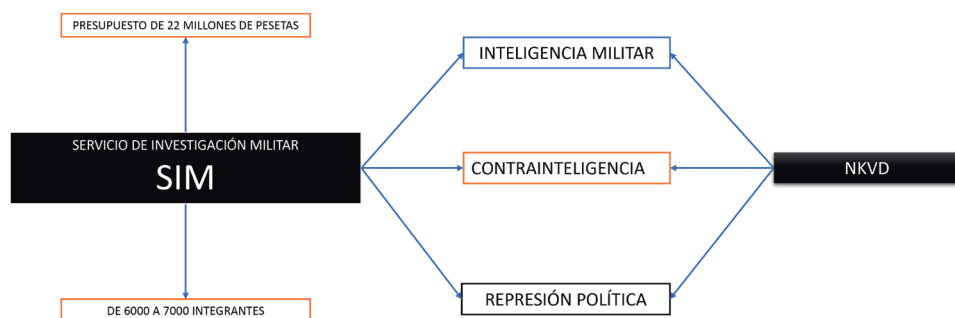 PRESUPUESTO DE 22 MILLONES DE PESETAS
INTELIGENCIA MILITAR
SERVICIO DE INVESTIGACIÓN MILITAR
SIM
CONTRAINTELIGENCIA
NKVD
REPRESIÓN POLÍTICA
DE 6000 A 7000 INTEGRANTES